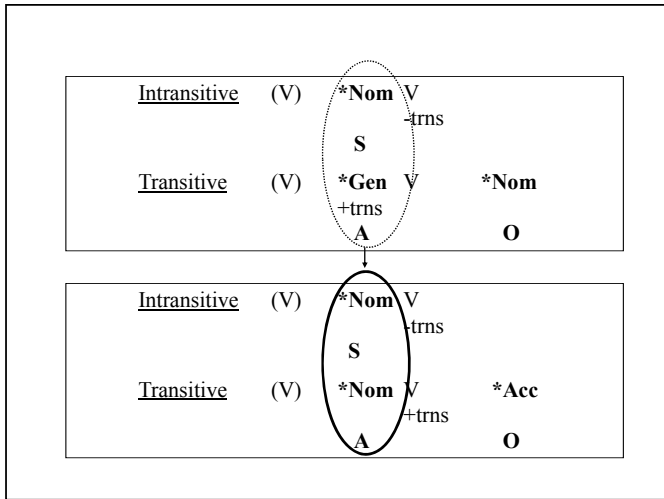 Intransitive (V) *Nom V
-trns
S
Transitive (V) *Gen V *Nom
+trns
A O
Intransitive (V) *Nom V
-trns
S
Transitive (V) *Nom V *Acc
+trns
A O